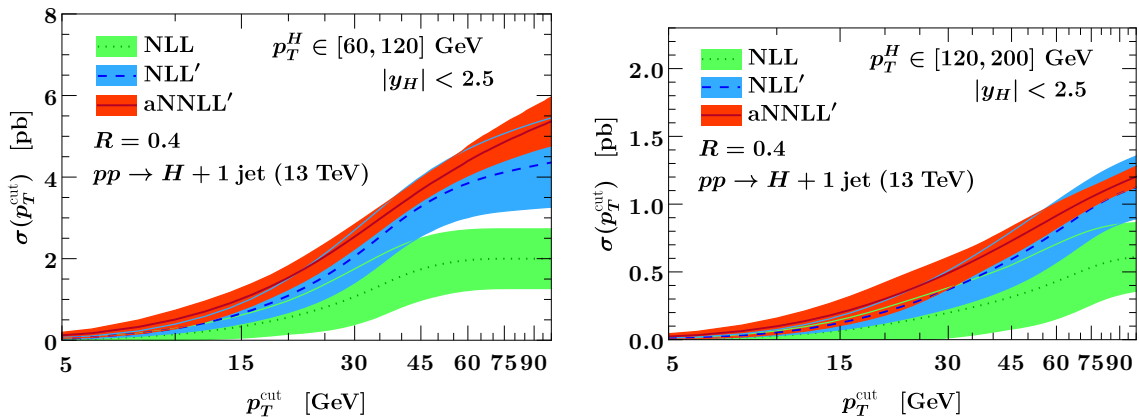 8
6
4
2
0
σ(p_T^cut) [pb]
NLL
NLL′
aNNLL′
p_T^H ∈ [60, 120] GeV
|y_H| < 2.5
R = 0.4
pp → H + 1 jet (13 TeV)
5 15 30 45 60 75 90
p_T^cut [GeV]
2.0
1.5
1.0
0.5
0.0
σ(p_T^cut) [pb]
NLL
NLL′
aNNLL′
p_T^H ∈ [120, 200] GeV
|y_H| < 2.5
R = 0.4
pp → H + 1 jet (13 TeV)
5 15 30 45 60 75 90
p_T^cut [GeV]